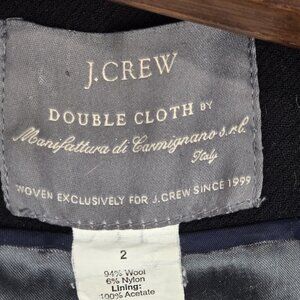 J.CREW
DOUBLE CLOTH BY
Manifattura di Carmignano s.r.l.
Italy
WOVEN EXCLUSIVELY FOR J.CREW SINCE 1999
2
94% Wool
6% Nylon
Lining:
100% Acetate